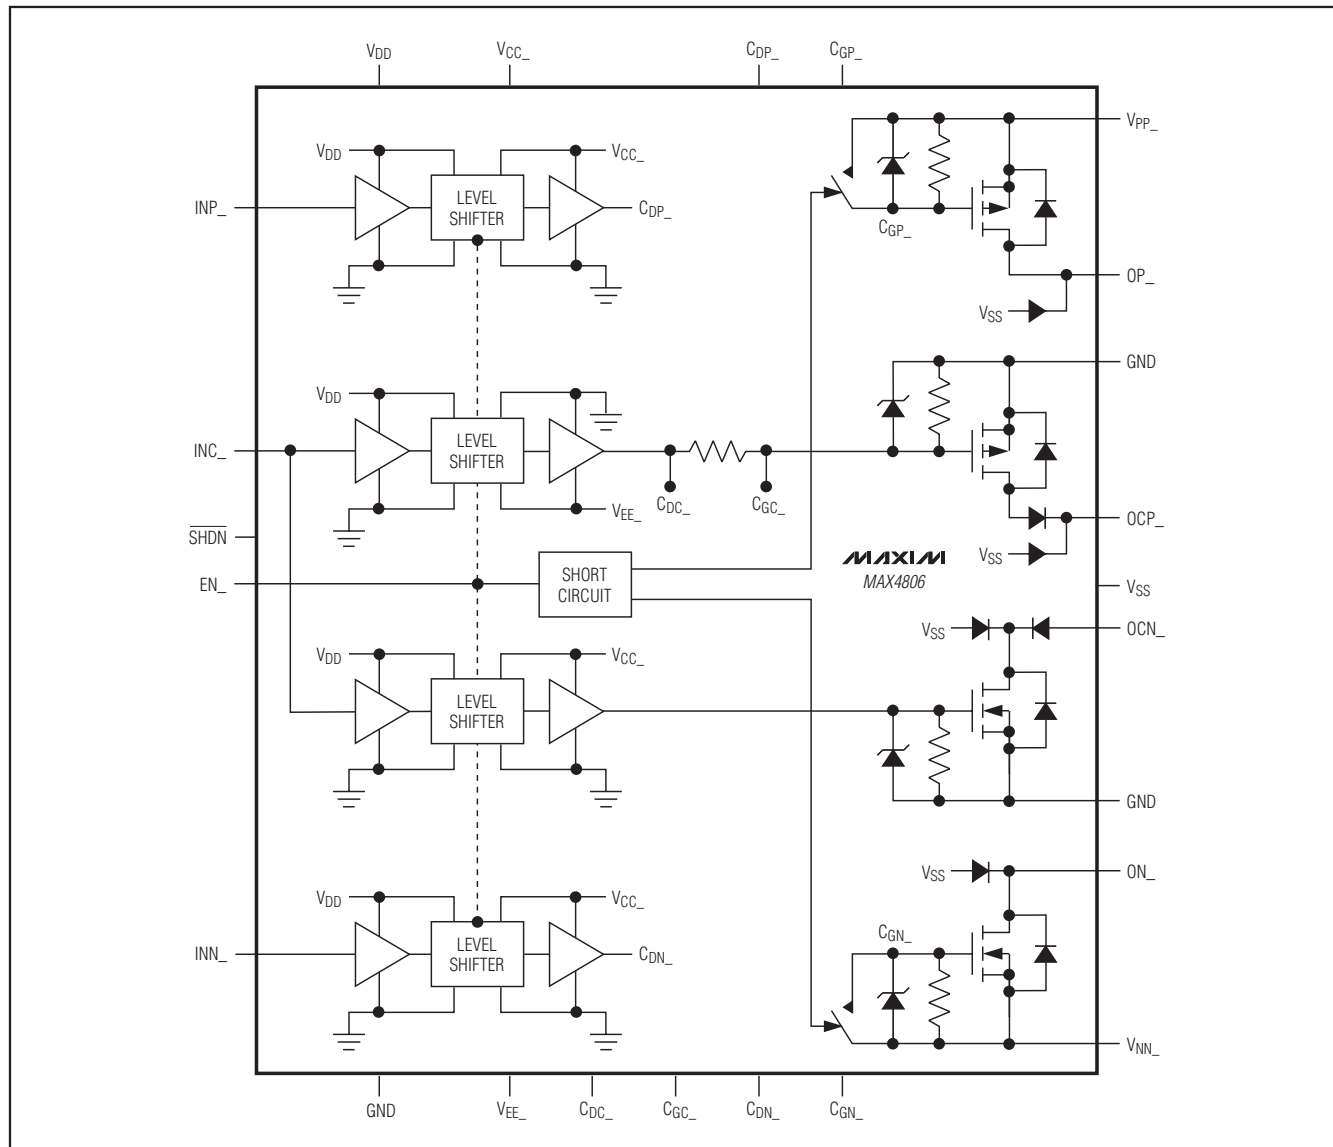 VDD VCC_ CDP_ CGP_
VPP_
VDD VCC_
INP_ LEVEL SHIFTER CDP_
CGP_
OP_
VSS
GND
VDD
INC_ LEVEL SHIFTER
CDC_ CGC_
VEE_
OCP_
SHDN
VSS
MAXIM
MAX4806
EN_ SHORT CIRCUIT
VSS
VSS OCN_
VDD VCC_
LEVEL SHIFTER
GND
VSS ON_
VDD VCC_
CGN_
INN_ LEVEL SHIFTER CDN_
VNN_
GND VEE_ CDC_ CGC_ CDN_ CGN_